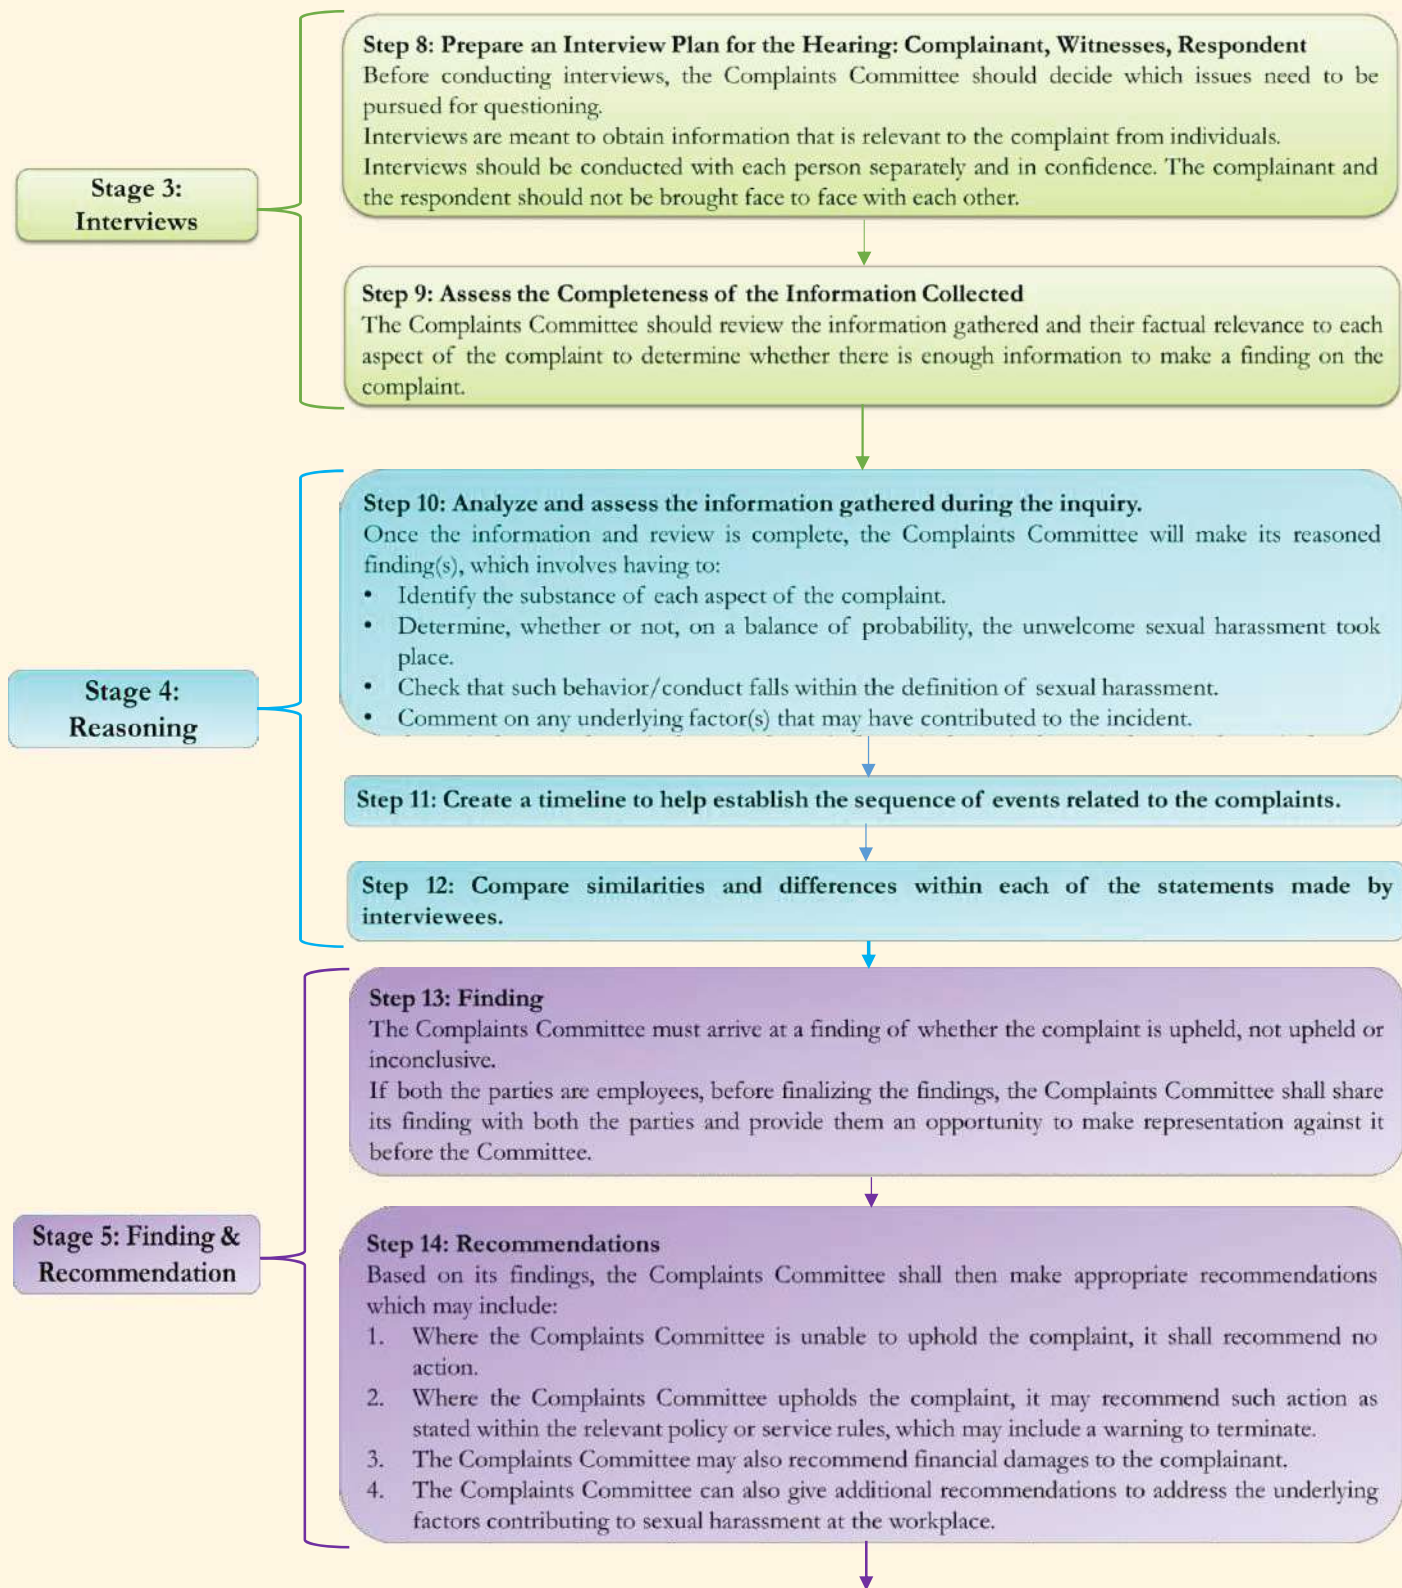 Stage 3:
Interviews
Step 8: Prepare an Interview Plan for the Hearing: Complainant, Witnesses, Respondent
Before conducting interviews, the Complaints Committee should decide which issues need to be
pursued for questioning.
Interviews are meant to obtain information that is relevant to the complaint from individuals.
Interviews should be conducted with each person separately and in confidence. The complainant and
the respondent should not be brought face to face with each other.
Step 9: Assess the Completeness of the Information Collected
The Complaints Committee should review the information gathered and their factual relevance to each
aspect of the complaint to determine whether there is enough information to make a finding on the
complaint.
Stage 4:
Reasoning
Step 10: Analyze and assess the information gathered during the inquiry.
Once the information and review is complete, the Complaints Committee will make its reasoned
finding(s), which involves having to:
• Identify the substance of each aspect of the complaint.
• Determine, whether or not, on a balance of probability, the unwelcome sexual harassment took
place.
• Check that such behavior/conduct falls within the definition of sexual harassment.
• Comment on any underlying factor(s) that may have contributed to the incident.
Step 11: Create a timeline to help establish the sequence of events related to the complaints.
Step 12: Compare similarities and differences within each of the statements made by
interviewees.
Stage 5: Finding &
Recommendation
Step 13: Finding
The Complaints Committee must arrive at a finding of whether the complaint is upheld, not upheld or
inconclusive.
If both the parties are employees, before finalizing the findings, the Complaints Committee shall share
its finding with both the parties and provide them an opportunity to make representation against it
before the Committee.
Step 14: Recommendations
Based on its findings, the Complaints Committee shall then make appropriate recommendations
which may include:
1. Where the Complaints Committee is unable to uphold the complaint, it shall recommend no
action.
2. Where the Complaints Committee upholds the complaint, it may recommend such action as
stated within the relevant policy or service rules, which may include a warning to terminate.
3. The Complaints Committee may also recommend financial damages to the complainant.
4. The Complaints Committee can also give additional recommendations to address the underlying
factors contributing to sexual harassment at the workplace.